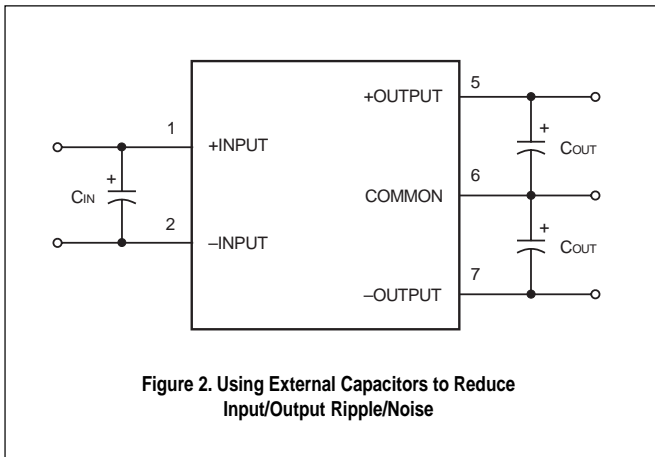 5
+OUTPUT
+
1
COUT
+INPUT
6
+
COMMON
CIN
+
2
COUT
–INPUT
7
–OUTPUT
Figure 2. Using External Capacitors to Reduce
Input/Output Ripple/Noise